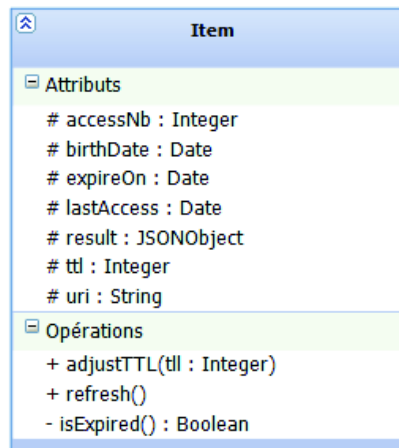 Item
Attributs
# accessNb : Integer
# birthDate : Date
# expireOn : Date
# lastAccess : Date
# result : JSONObject
# ttl : Integer
# uri : String
Opérations
+ adjustTTL(tll : Integer)
+ refresh()
- isExpired() : Boolean